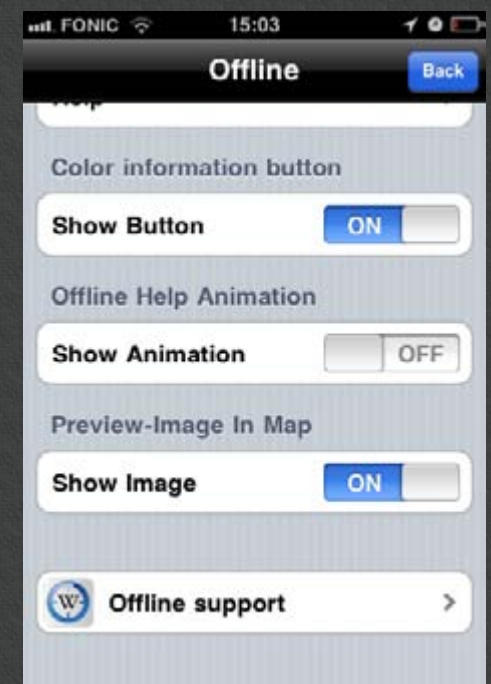 FONIC 15:03
Offline Back
Help
Color information button
Show Button ON
Offline Help Animation
Show Animation OFF
Preview-Image In Map
Show Image ON
W Offline support